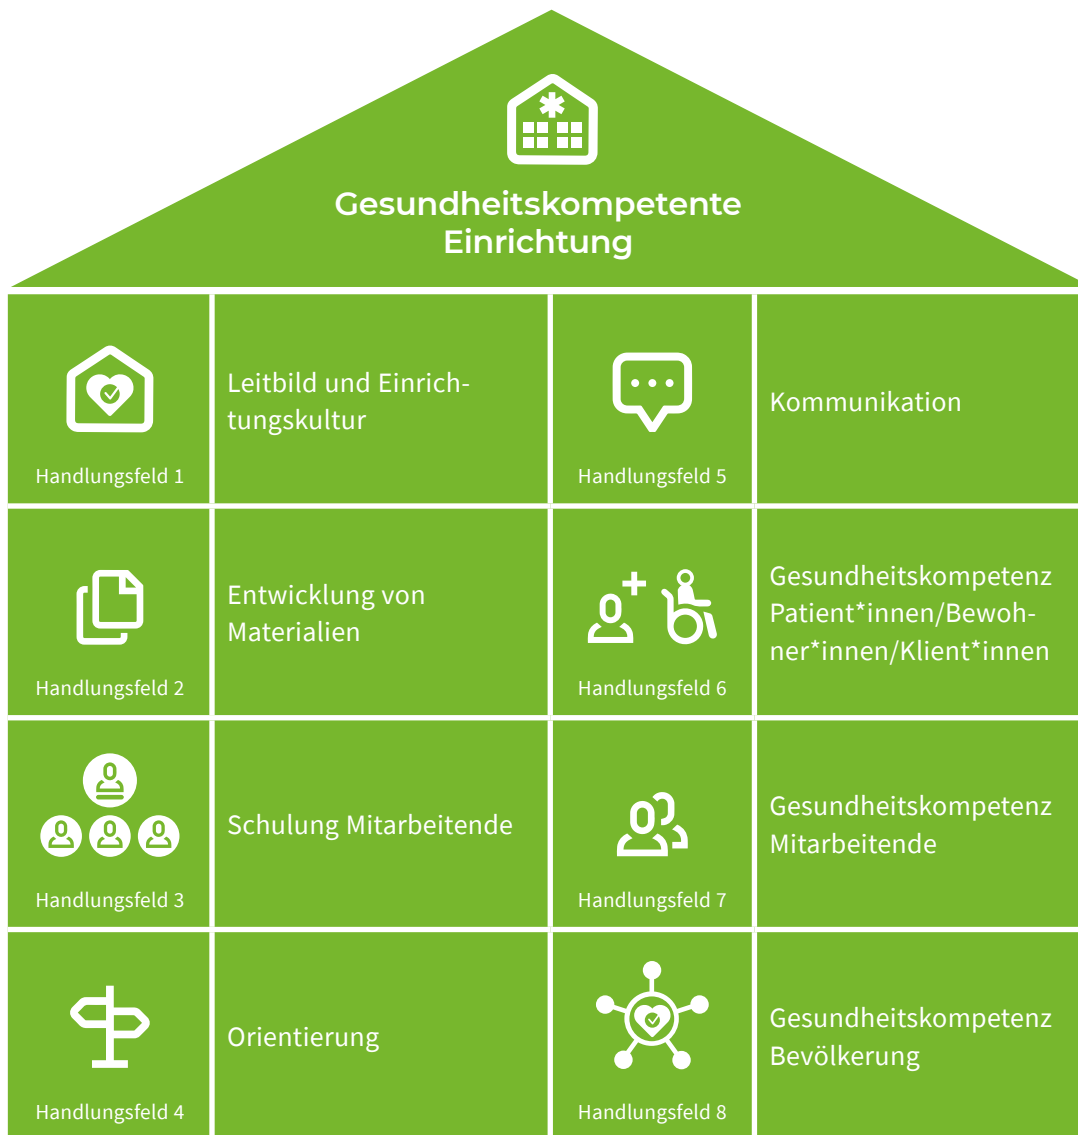 Gesundheitskompetente
Einrichtung
Leitbild und Einrich-
tungskultur
Handlungsfeld 1
Entwicklung von
Materialien
Handlungsfeld 2
Schulung Mitarbeitende
Handlungsfeld 3
Orientierung
Handlungsfeld 4
Kommunikation
Handlungsfeld 5
Gesundheitskompetenz
Patient*innen/Bewoh-
ner*innen/Klient*innen
Handlungsfeld 6
Gesundheitskompetenz
Mitarbeitende
Handlungsfeld 7
Gesundheitskompetenz
Bevölkerung
Handlungsfeld 8